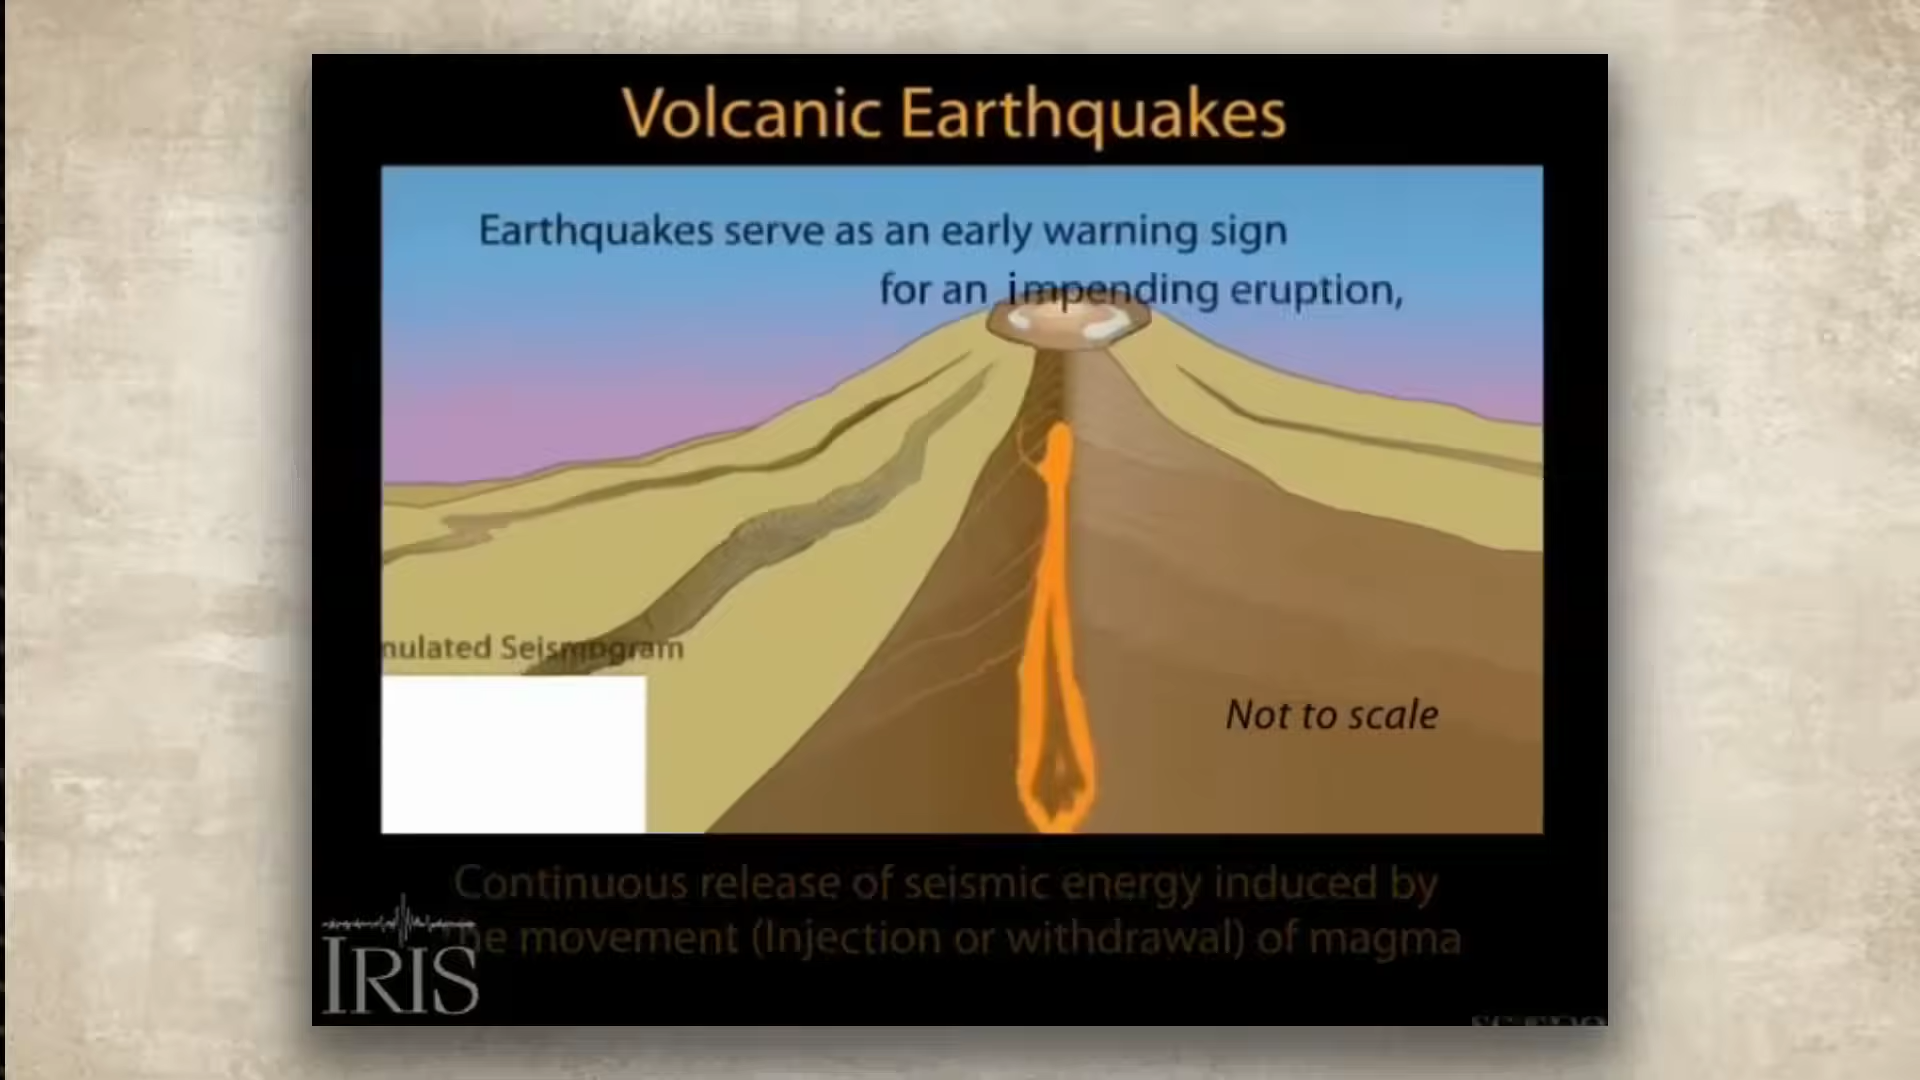 Volcanic Earthquakes
Earthquakes serve as an early warning sign
for an impending eruption,
mulated Seismogram
Not to scale
Continuous release of seismic energy induced by
he movement (Injection or withdrawal) of magma
IRIS